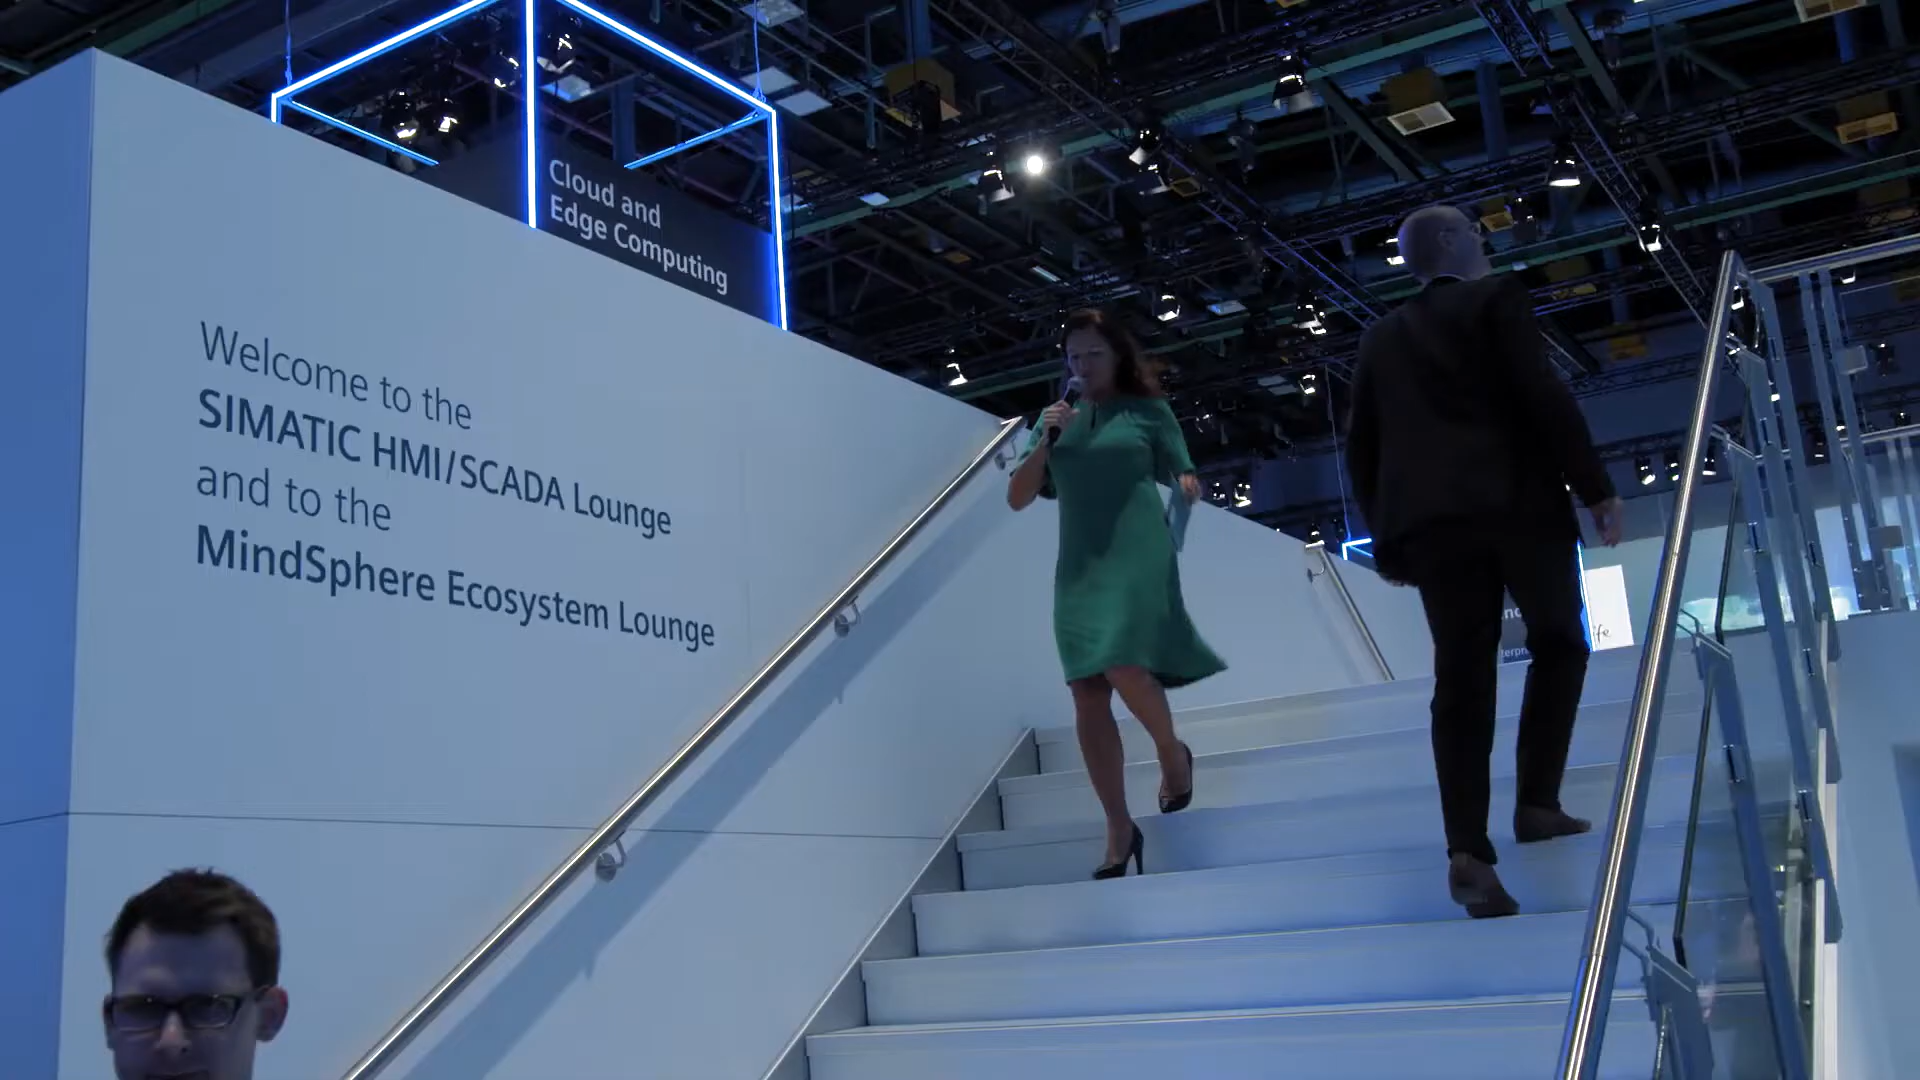 Cloud and
Edge Computing
Welcome to the
SIMATIC HMI/SCADA Lounge
and to the
MindSphere Ecosystem Lounge